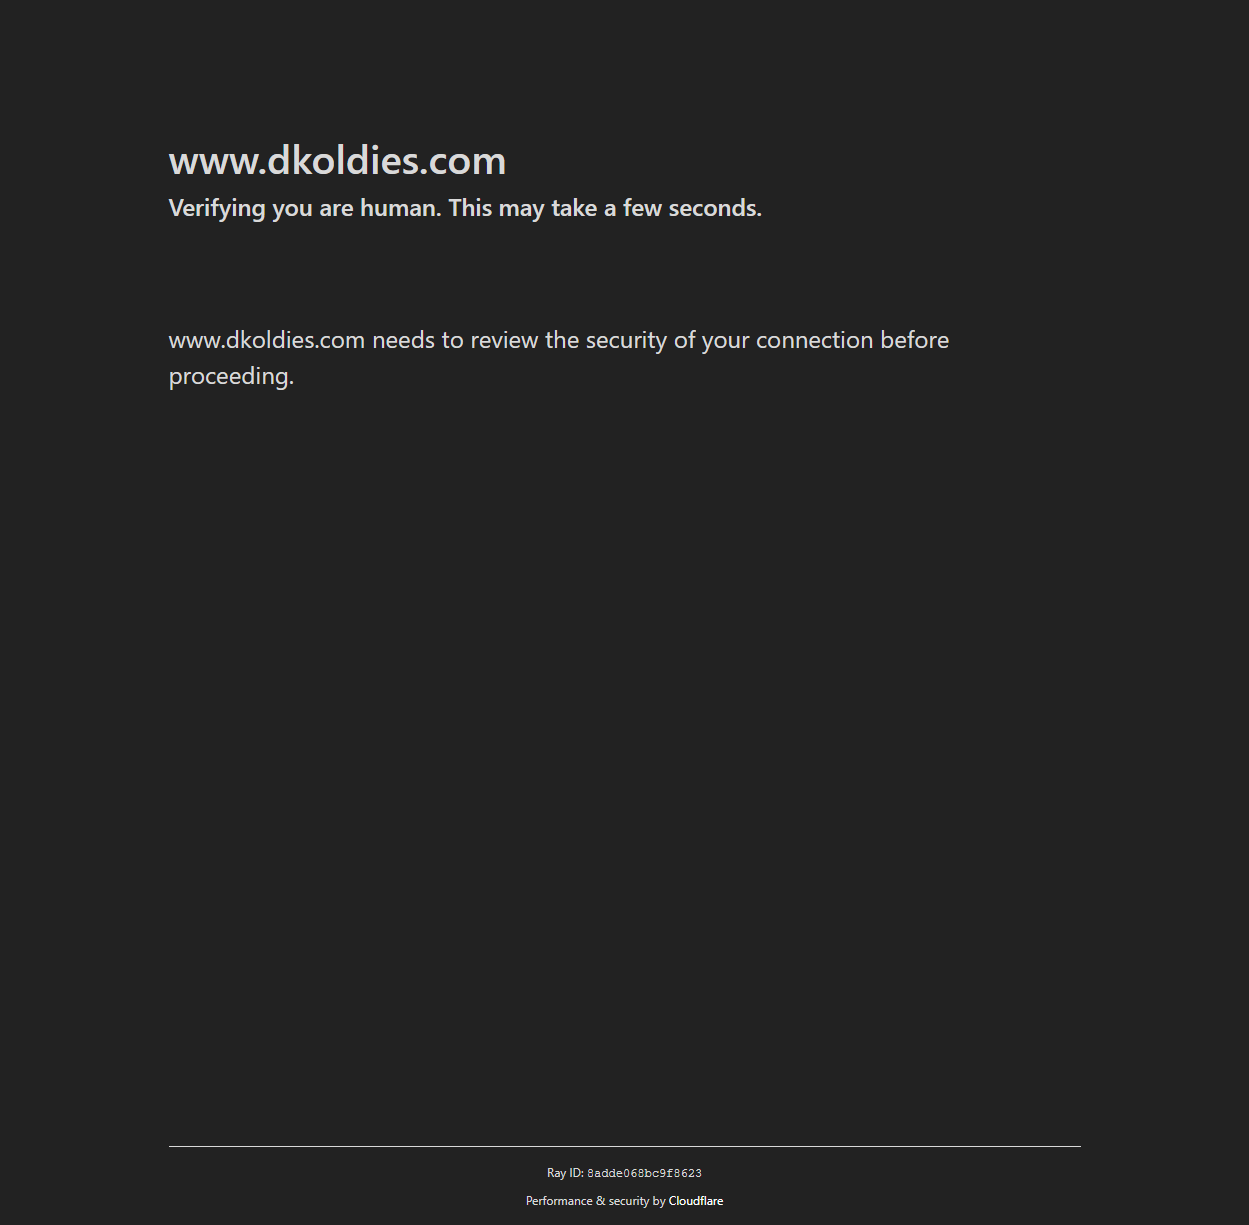 www.dkoldies.com
Verifying you are human. This may take a few seconds.
www.dkoldies.com needs to review the security of your connection before
proceeding.
Ray ID: 8adde068bc9f8623
Performance & security by Cloudflare